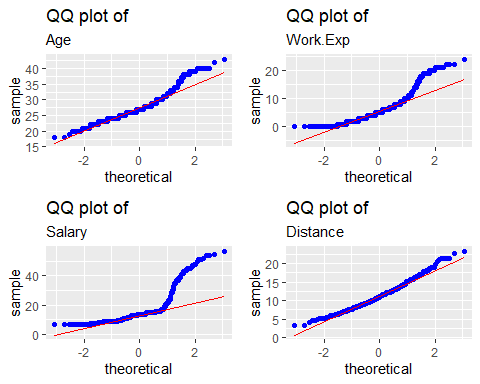 QQ plot of
Age
sample
40
35
30
25
20
15
-2
0
2
theoretical
QQ plot of
Work.Exp
sample
20
10
0
-2
0
2
theoretical
QQ plot of
Salary
sample
40
20
0
-2
0
2
theoretical
QQ plot of
Distance
sample
20
15
10
5
0
-2
0
2
theoretical